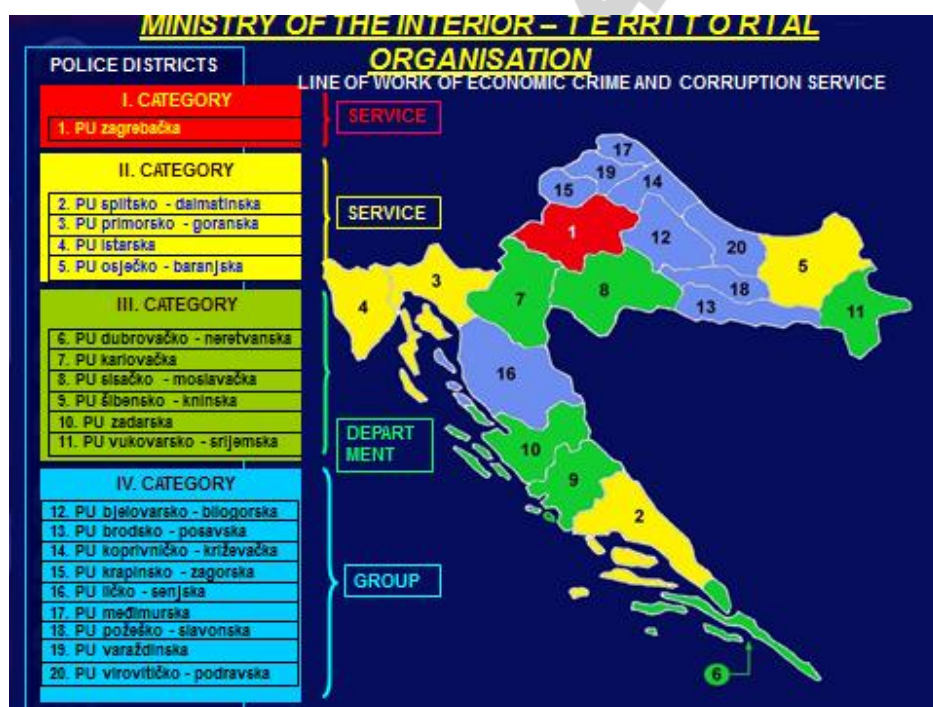 MINISTRY OF THE INTERIOR – T E RRI T O R I AL
ORGANISATION
POLICE DISTRICTS
LINE OF WORK OF ECONOMIC CRIME AND CORRUPTION SERVICE
I. CATEGORY
1. PU zagrebačka
SERVICE
II. CATEGORY
2. PU splitsko - dalmatinska
3. PU primorsko - goranska
4. PU istarska
5. PU osječko - baranjska
SERVICE
III. CATEGORY
6. PU dubrovačko - neretvanska
7. PU karlovačka
8. PU sisačko - moslavačka
9. PU šibensko - kninska
10. PU zadarska
11. PU vukovarsko - srijemska
DEPART
MENT
IV. CATEGORY
12. PU bjelovarsko - bilogorska
13. PU brodsko - posavska
14. PU koprivničko - križevačka
15. PU krapinsko - zagorska
16. PU ličko - senjska
17. PU međimurska
18. PU požeško - slavonska
19. PU varaždinska
20. PU virovitičko - podravska
GROUP
17
19
14
15
1
12
20
5
3
4
7
8
18
13
11
16
10
9
2
6